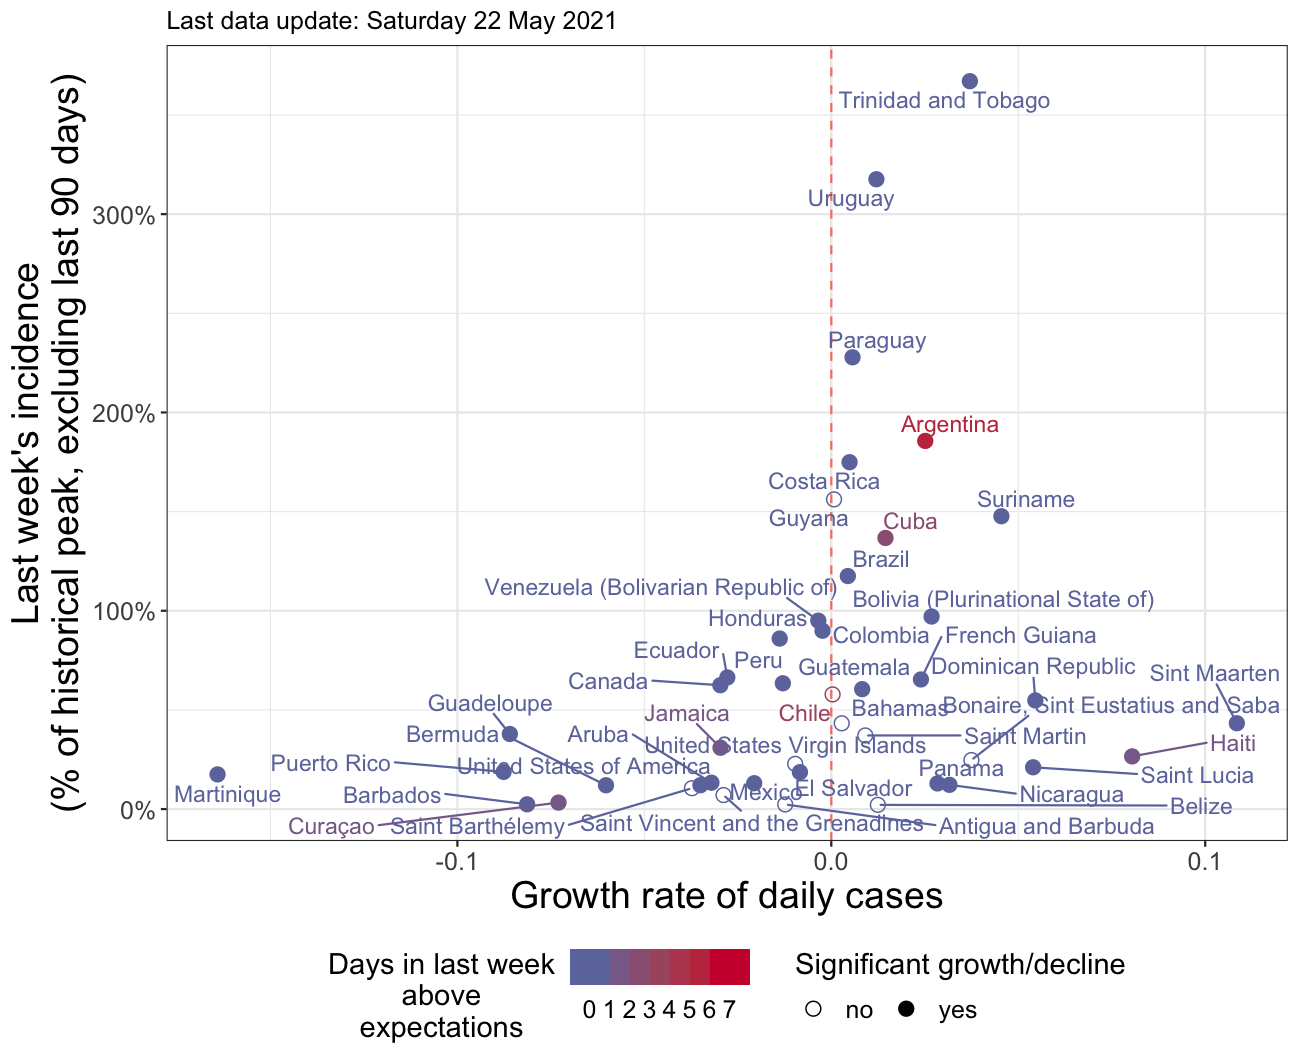 Last data update: Saturday 22 May 2021
Last week's incidence
(% of historical peak, excluding last 90 days)
300%
200%
100%
0%
Trinidad and Tobago
Uruguay
Paraguay
Argentina
Costa Rica
Suriname
Guyana
Cuba
Brazil
Venezuela (Bolivarian Republic of)
Bolivia (Plurinational State of)
Honduras
Colombia
French Guiana
Ecuador
Peru
Guatemala
Dominican Republic
Sint Maarten
Canada
Guadeloupe
Jamaica
Chile
Bahamas
Bonaire, Sint Eustatius and Saba
Bermuda
Aruba
United States Virgin Islands
Saint Martin
Haiti
Puerto Rico
United States of America
Panama
Saint Lucia
Martinique
Barbados
Mexico
El Salvador
Nicaragua
Belize
Curaçao
Saint Barthélemy
Saint Vincent and the Grenadines
Antigua and Barbuda
-0.1
0.0
0.1
Growth rate of daily cases
Days in last week
above
expectations
0 1 2 3 4 5 6 7
Significant growth/decline
no
yes